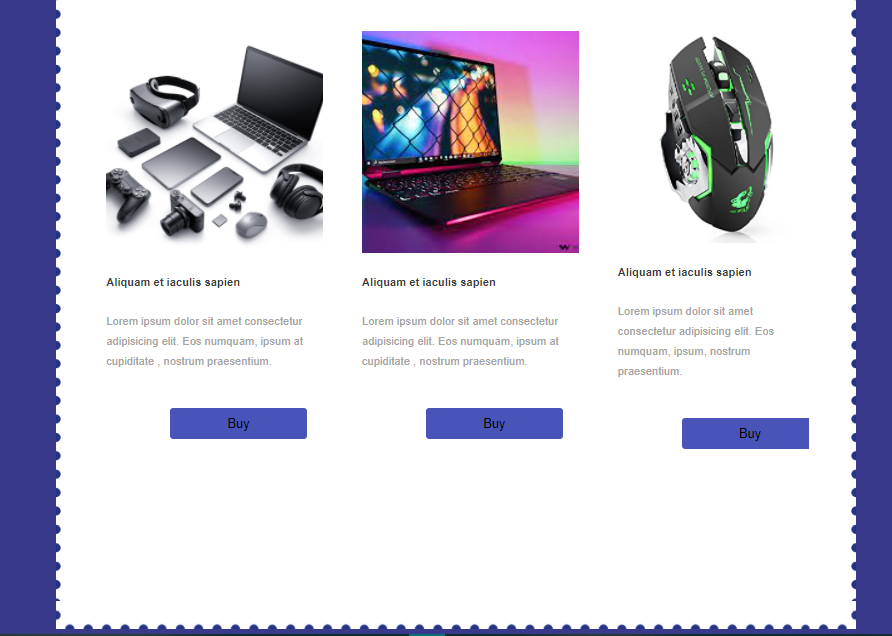 Aliquam et iaculis sapien
Lorem ipsum dolor sit amet consectetur
adipisicing elit. Eos numquam, ipsum at
cupiditate , nostrum praesentium.
Buy
Aliquam et iaculis sapien
Lorem ipsum dolor sit amet consectetur
adipisicing elit. Eos numquam, ipsum at
cupiditate , nostrum praesentium.
Buy
Aliquam et iaculis sapien
Lorem ipsum dolor sit amet
consectetur adipisicing elit. Eos
numquam, ipsum, nostrum
praesentium.
Buy